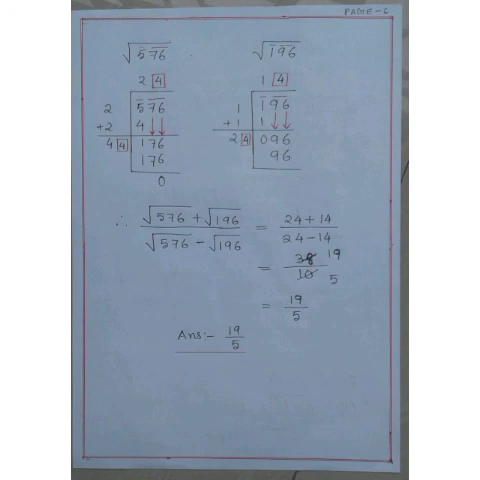 PAGE-6
√576 √196
2 4 1 4
2 576 1 196
+2 4 +1 1
4 4 176 2 4 096
176 96
0
∴ √576 + √196 / √576 - √196 = 24+14 / 24-14
= 38 19 / 10 5
= 19/5
Ans:- 19/5